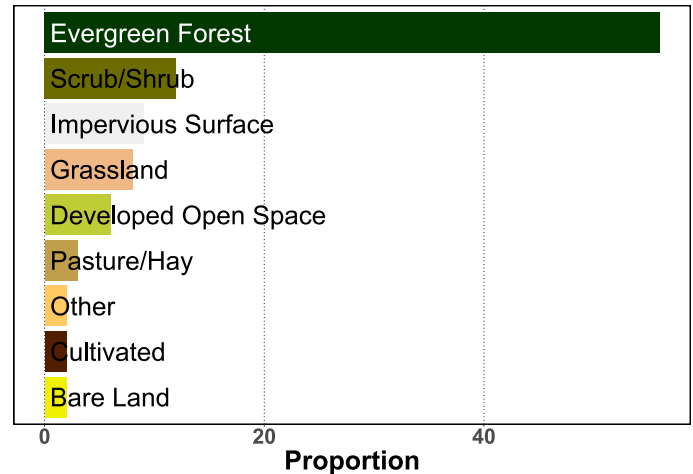 Evergreen Forest
Scrub/Shrub
Impervious Surface
Grassland
Developed Open Space
Pasture/Hay
Other
Cultivated
Bare Land
0 20 40
Proportion